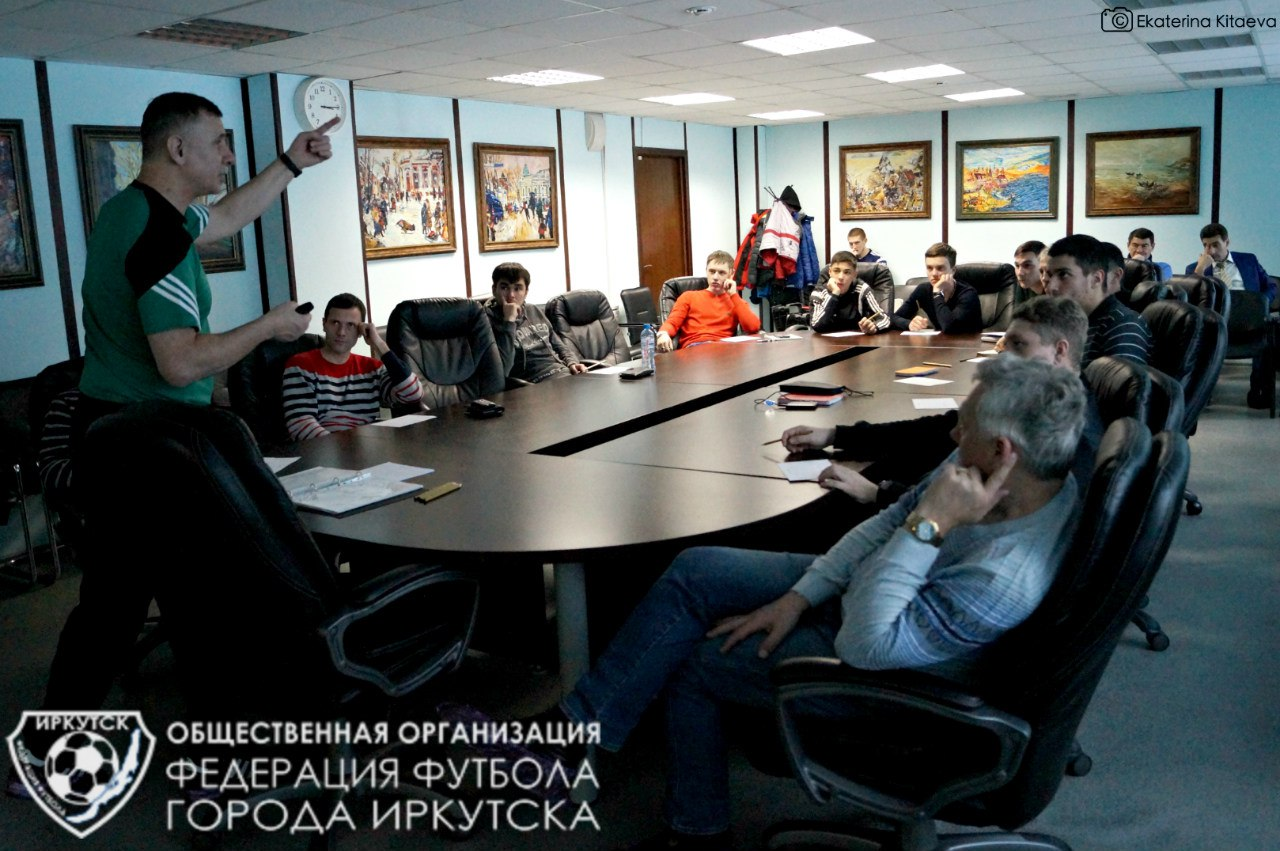 © Ekaterina Kitaeva
ИРКУТСК
ОБЩЕСТВЕННАЯ ОРГАНИЗАЦИЯ
ФЕДЕРАЦИЯ ФУТБОЛА
ГОРОДА ИРКУТСКА